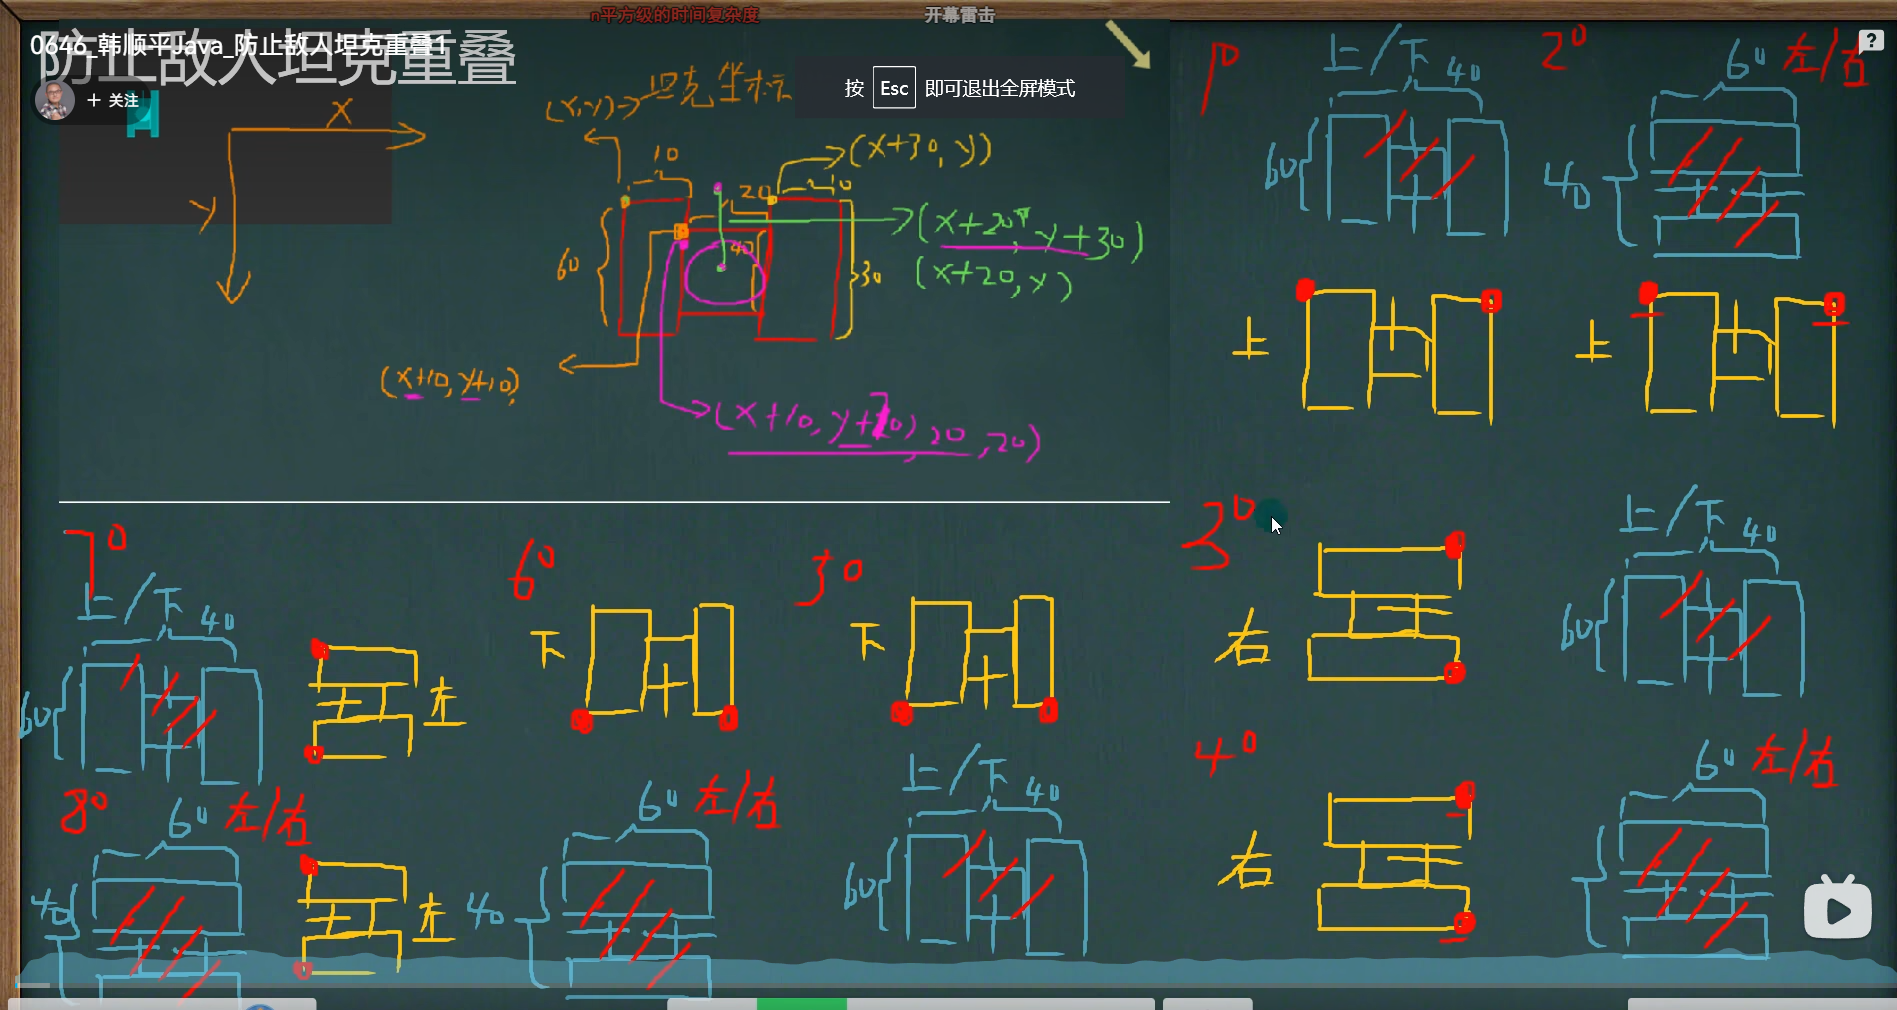 n平方级的时间复杂度
开幕雷击
防止敌人坦克重叠
0646_韩顺平Java_防止敌人坦克重叠1
+ 关注
按 Esc 即可退出全屏模式
?
X
y
(x,y)→坦克坐标
10
20
10
(x+30,y)
60
40
30
(x+20,y+30)
(x+20,y)
(x+10,y+10)
(x+10,y+10),20,20)
1°
上/下
40
60
2°
60
左/右
40
上
上
3°
右
上/下
40
60
4°
右
60
左/右
5°
下
上/下
40
60
6°
下
60
左/右
40
7°
上/下
40
60
左
8°
60
左/右
40
左